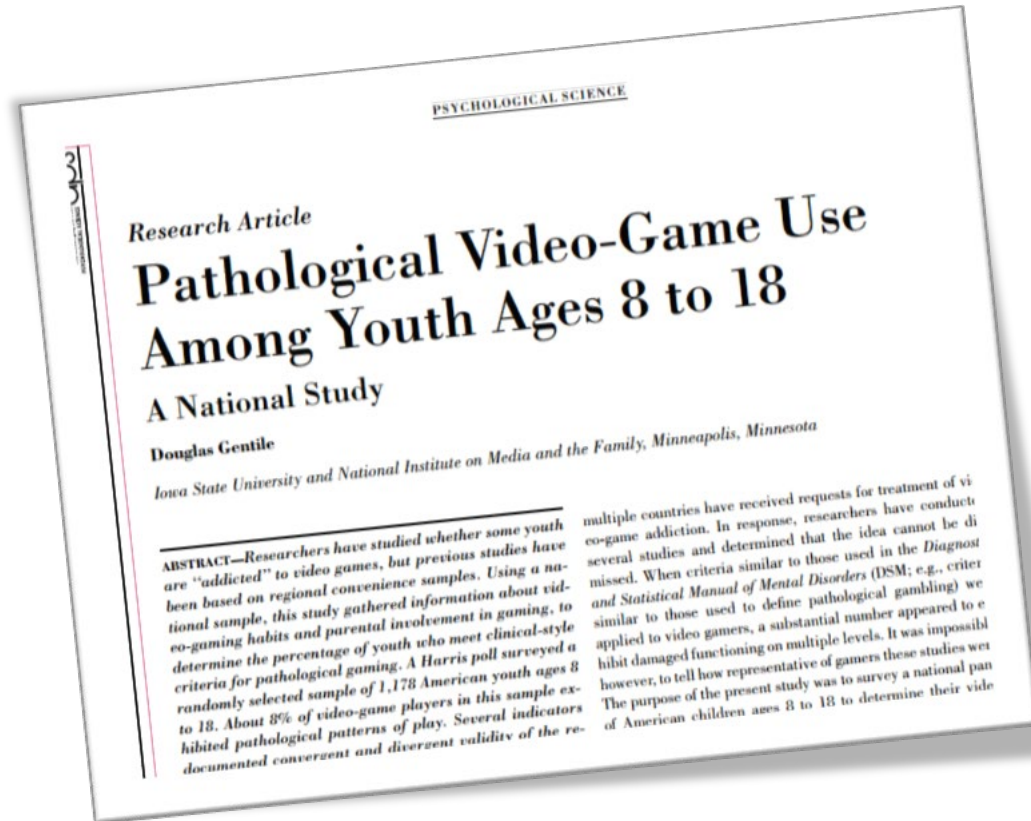 PSYCHOLOGICAL SCIENCE
Research Article
Pathological Video-Game Use
Among Youth Ages 8 to 18
A National Study
Douglas Gentile
Iowa State University and National Institute on Media and the Family, Minneapolis, Minnesota
ABSTRACT—Researchers have studied whether some youth
are “addicted” to video games, but previous studies have
been based on regional convenience samples. Using a na-
tional sample, this study gathered information about vid-
eo-gaming habits and parental involvement in gaming, to
determine the percentage of youth who meet clinical-style
criteria for pathological gaming. A Harris poll surveyed a
randomly selected sample of 1,178 American youth ages 8
to 18. About 8% of video-game players in this sample ex-
hibited pathological patterns of play. Several indicators
documented convergent and divergent validity of the re-
multiple countries have received requests for treatment of vi
eo-game addiction. In response, researchers have conducte
several studies and determined that the idea cannot be di
missed. When criteria similar to those used in the Diagnost
and Statistical Manual of Mental Disorders (DSM; e.g., criter
similar to those used to define pathological gambling) we
applied to video gamers, a substantial number appeared to e
hibit damaged functioning on multiple levels. It was impossibl
however, to tell how representative of gamers these studies wer
The purpose of the present study was to survey a national pan
of American children ages 8 to 18 to determine their vide